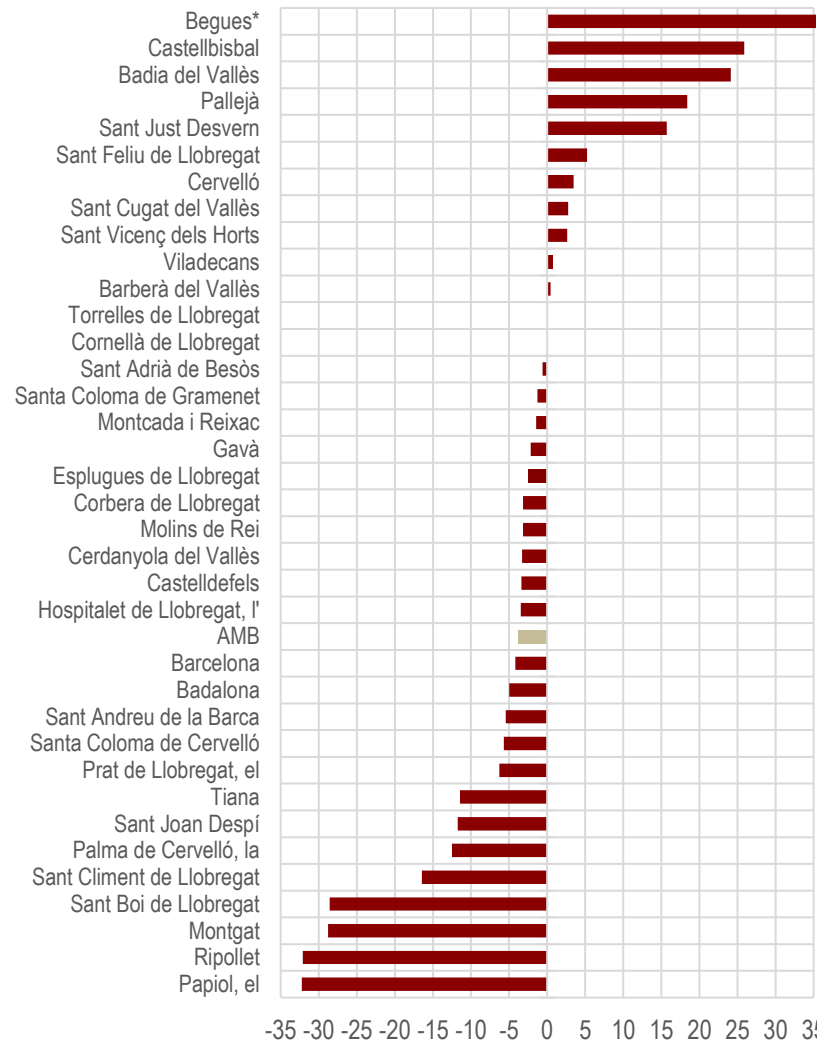 Begues*
Castellbisbal
Badia del Vallès
Pallejà
Sant Just Desvern
Sant Feliu de Llobregat
Cervelló
Sant Cugat del Vallès
Sant Vicenç dels Horts
Viladecans
Barberà del Vallès
Torrelles de Llobregat
Cornellà de Llobregat
Sant Adrià de Besòs
Santa Coloma de Gramenet
Montcada i Reixac
Gavà
Esplugues de Llobregat
Corbera de Llobregat
Molins de Rei
Cerdanyola del Vallès
Castelldefels
Hospitalet de Llobregat, l'
AMB
Barcelona
Badalona
Sant Andreu de la Barca
Santa Coloma de Cervelló
Prat de Llobregat, el
Tiana
Sant Joan Despí
Palma de Cervelló, la
Sant Climent de Llobregat
Sant Boi de Llobregat
Montgat
Ripollet
Papiol, el
-35 -30 -25 -20 -15 -10 -5 0 5 10 15 20 25 30 35